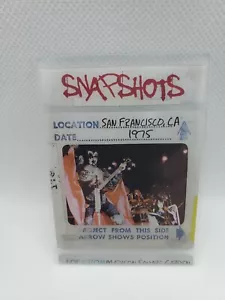 SNAPSHOTS
LOCATION SAN FRANCISCO, CA
DATE 1975
PROJECT FROM THIS SIDE
ARROW SHOWS POSITION